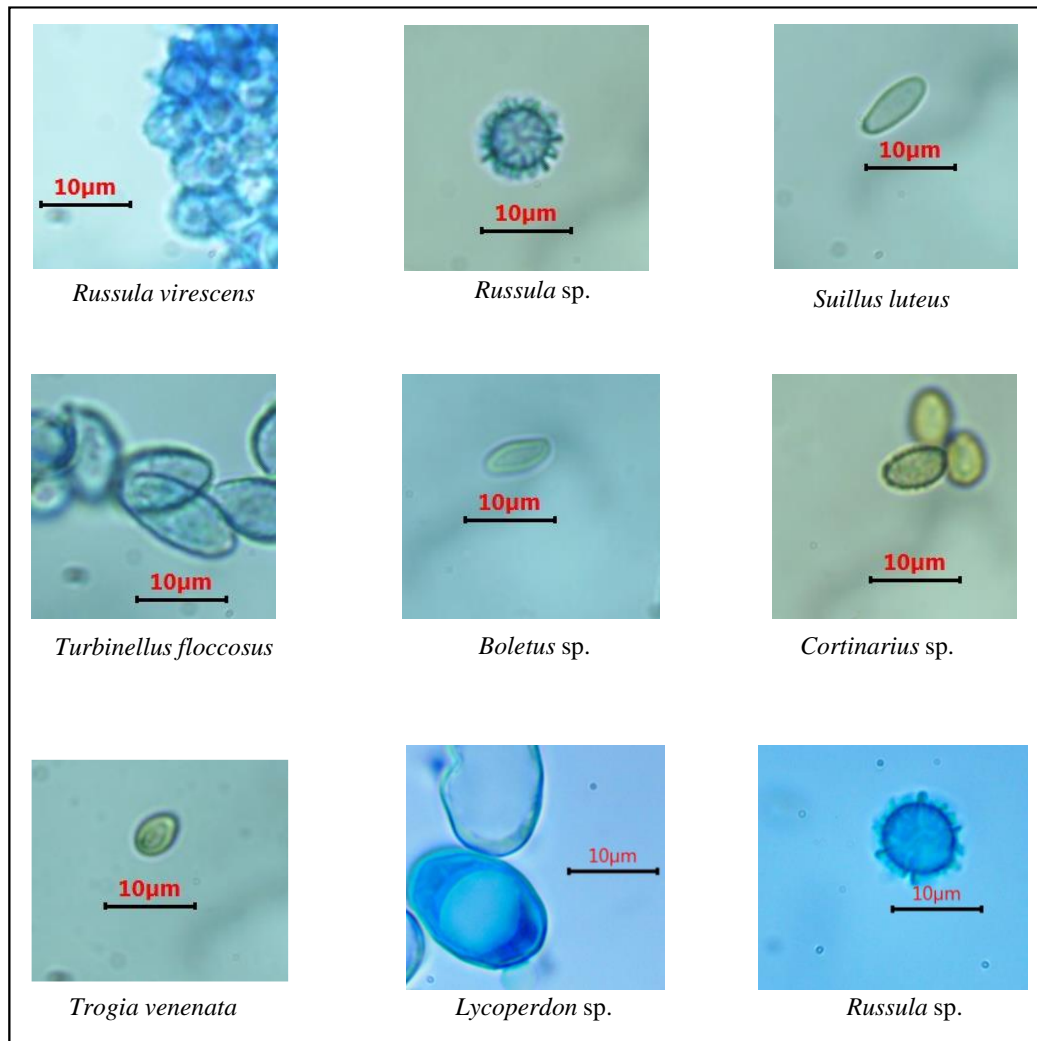 10µm
10µm
10µm
Russula virescens
Russula sp.
Suillus luteus
10µm
10µm
10µm
Turbinellus floccosus
Boletus sp.
Cortinarius sp.
10µm
10µm
10µm
Trogia venenata
Lycoperdon sp.
Russula sp.